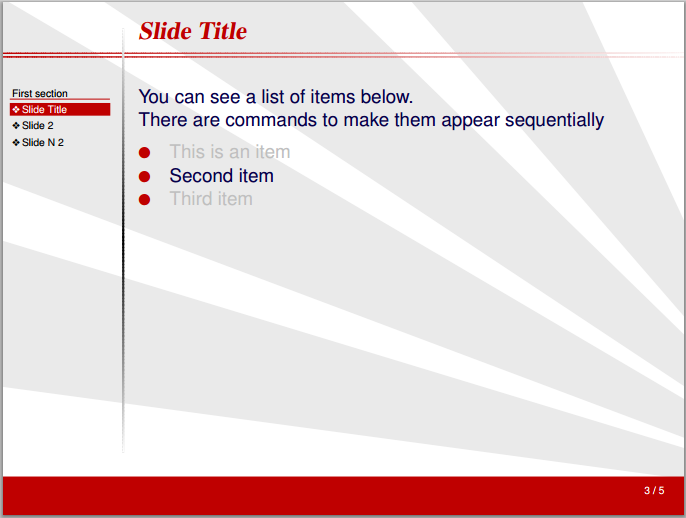 Slide Title
First section
❖ Slide Title
❖ Slide 2
❖ Slide N 2
You can see a list of items below.
There are commands to make them appear sequentially
● This is an item
● Second item
● Third item
3 / 5